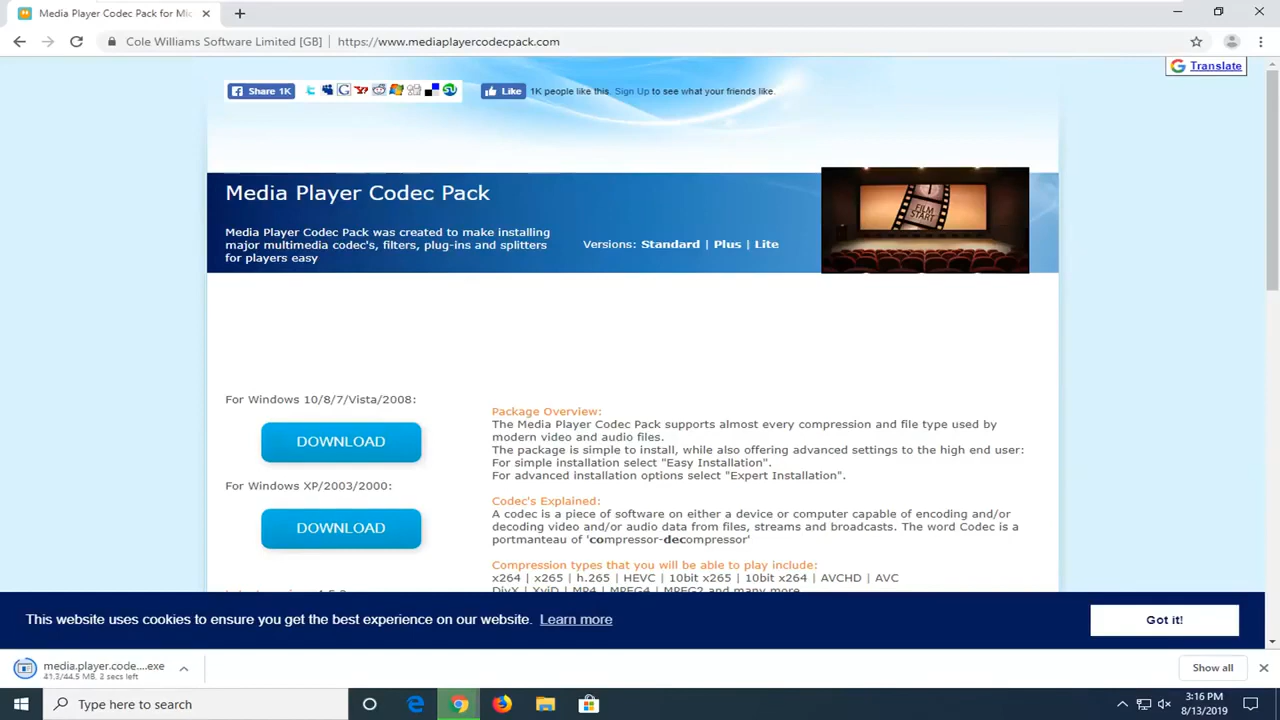 Media Player Codec Pack for Mic
Cole Williams Software Limited [GB] | https://www.mediaplayercodecpack.com
Translate
Share 1K
Like
1K people like this. Sign Up to see what your friends like.
Media Player Codec Pack
FILM
START
Media Player Codec Pack was created to make installing
major multimedia codec's, filters, plug-ins and splitters
for players easy
Versions: Standard | Plus | Lite
For Windows 10/8/7/Vista/2008:
DOWNLOAD
For Windows XP/2003/2000:
DOWNLOAD
Package Overview:
The Media Player Codec Pack supports almost every compression and file type used by
modern video and audio files.
The package is simple to install, while also offering advanced settings to the high end user:
For simple installation select "Easy Installation".
For advanced installation options select "Expert Installation".
Codec's Explained:
A codec is a piece of software on either a device or computer capable of encoding and/or
decoding video and/or audio data from files, streams and broadcasts. The word Codec is a
portmanteau of 'compressor-decompressor'
Compression types that you will be able to play include:
x264 | x265 | h.265 | HEVC | 10bit x265 | 10bit x264 | AVCHD | AVC
DivX | XviD | MP4 | MPEG4 | MPEG2 and many more
This website uses cookies to ensure you get the best experience on our website. Learn more
Got it!
media.player.code....exe
41.3/44.5 MB, 2 secs left
Show all
Type here to search
3:16 PM
8/13/2019